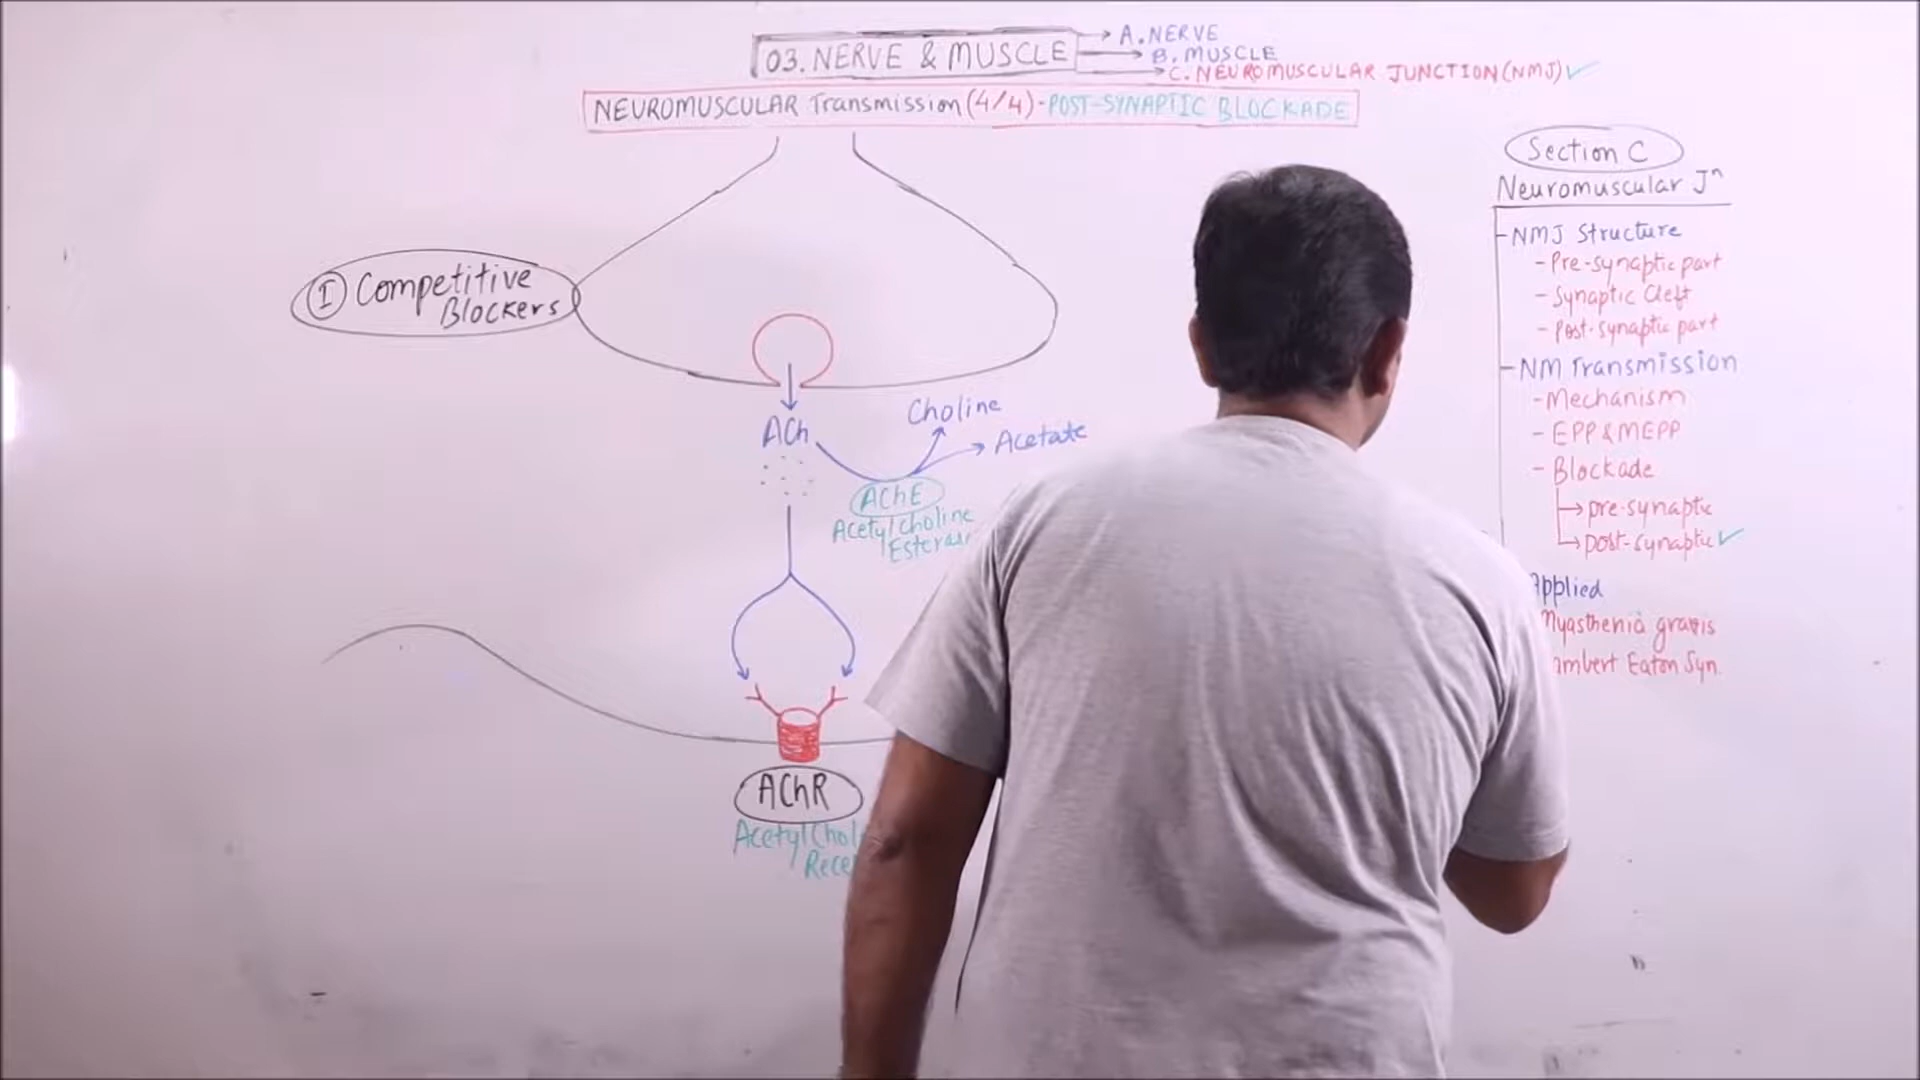 03. NERVE & MUSCLE
A. NERVE
B. MUSCLE
C. NEUROMUSCULAR JUNCTION (NMJ) ✓
NEUROMUSCULAR Transmission (4/4) - POST-SYNAPTIC BLOCKADE
I Competitive
Blockers
ACh
Choline
Acetate
AChE
Acetylcholine
AChR
Section C
Neuromuscular Jⁿ
- NMJ Structure
- Pre-synaptic part
- Synaptic Cleft
- Post-synaptic part
- NM Transmission
- Mechanism
- EPP & MEPP
- Blockade
→ pre-synaptic
→ post-synaptic ✓
Applied
Myasthenia gravis
Eaton Syn.